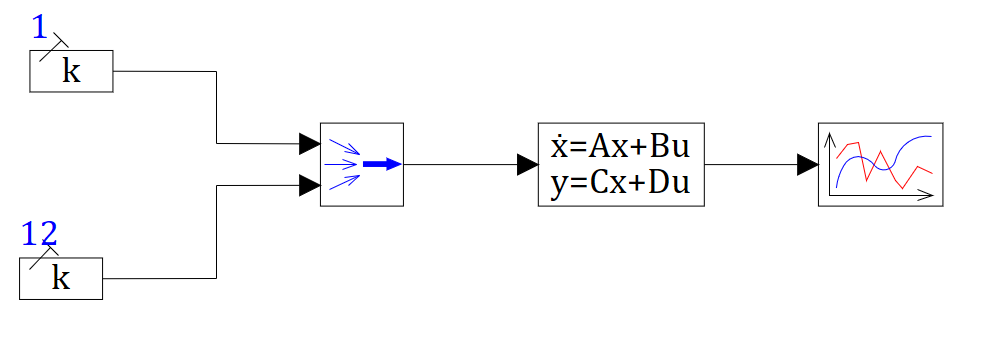 1
k
ẋ=Ax+Bu
y=Cx+Du
12
k